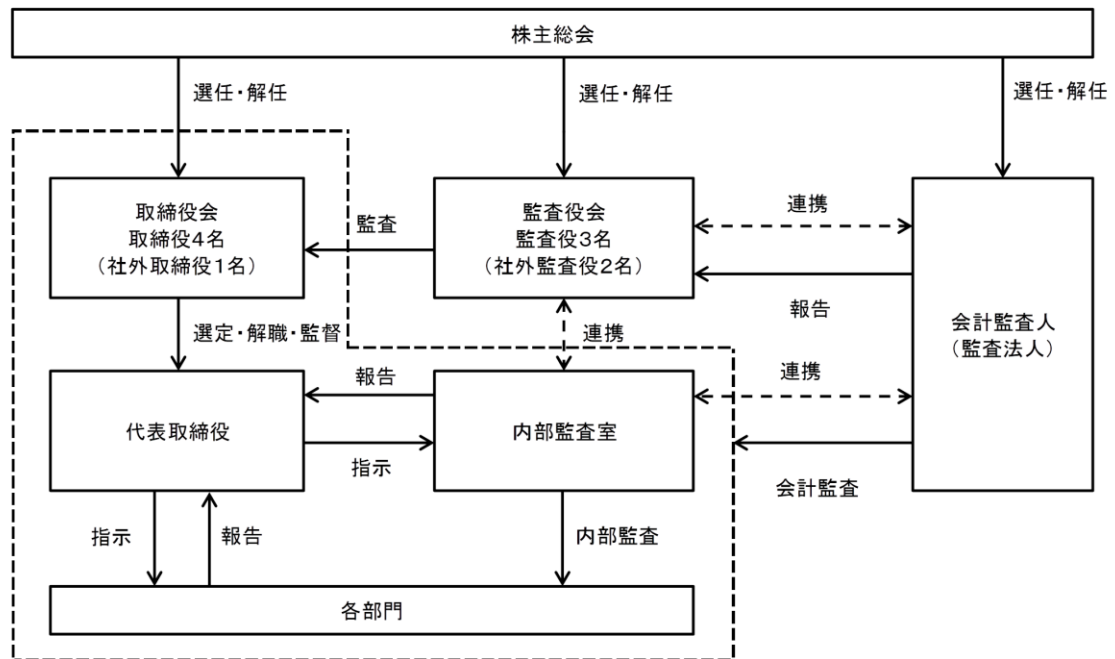 株主総会
選任・解任
選任・解任
選任・解任
取締役会
取締役4名
（社外取締役1名）
監査
監査役会
監査役3名
（社外監査役2名）
連携
報告
会計監査人
（監査法人）
選定・解職・監督
連携
代表取締役
報告
指示
内部監査室
連携
会計監査
指示
報告
内部監査
各部門